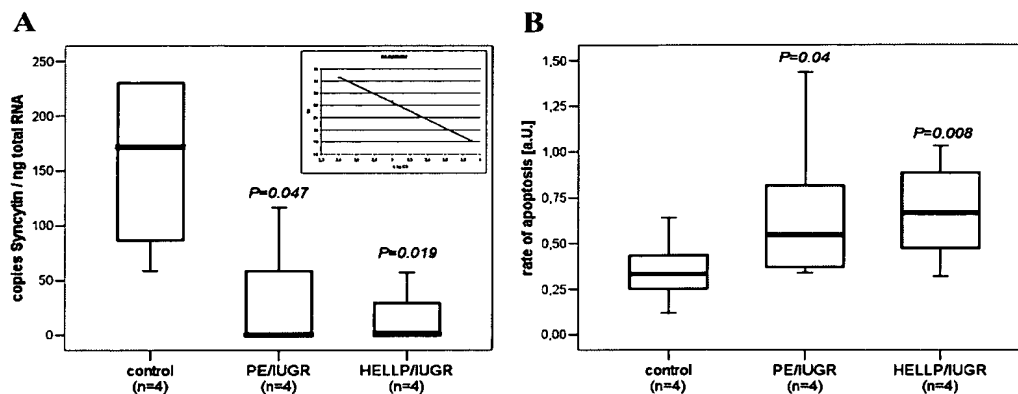 A
copies Syncytin / ng total RNA
250
200
150
100
50
0
P=0.047
P=0.019
control
(n=4)
PE/IUGR
(n=4)
HELLP/IUGR
(n=4)
B
rate of apoptosis [a.U.]
1,50
1,25
1,00
0,75
0,50
0,25
0,00
P=0.04
P=0.008
control
(n=4)
PE/IUGR
(n=4)
HELLP/IUGR
(n=4)